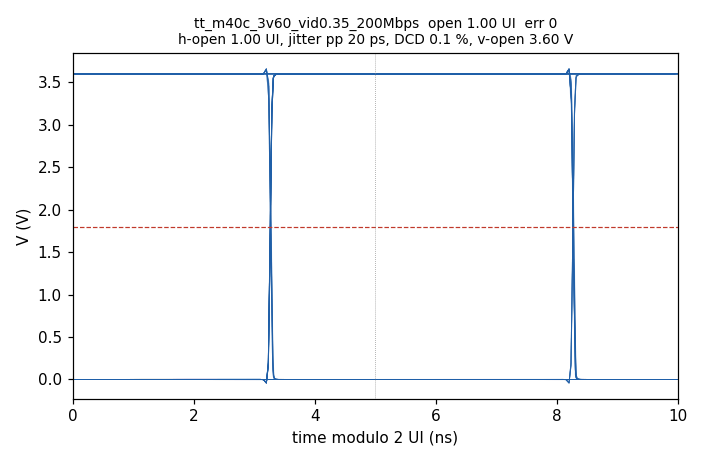 tt_m40c_3v60_vid0.35_200Mbps  open 1.00 UI  err 0
h-open 1.00 UI, jitter pp 20 ps, DCD 0.1 %, v-open 3.60 V
V (V)
3.5
3.0
2.5
2.0
1.5
1.0
0.5
0.0
0 2 4 6 8 10
time modulo 2 UI (ns)